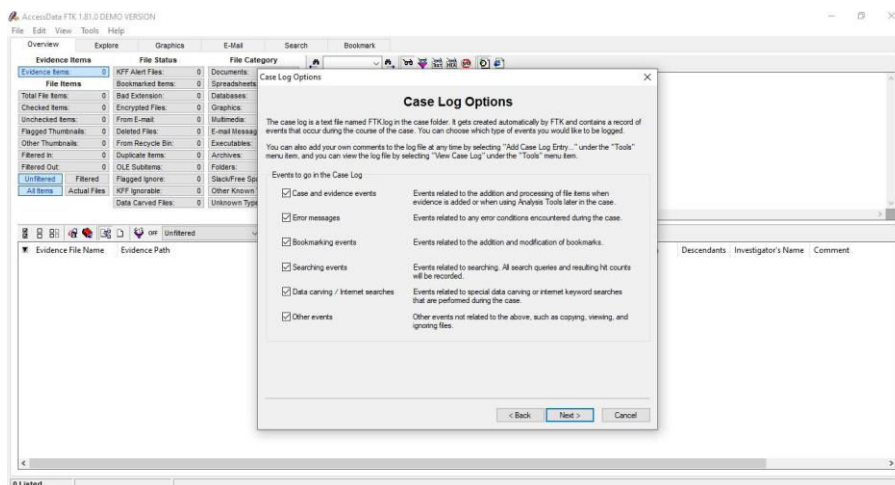 AccessData FTK 1.81.0 DEMO VERSION
File Edit View Tools Help
Overview Explore Graphics E-Mail Search Bookmark
Evidence Items File Status File Category
Evidence Items: 0 KFF Alert Files: 0 Documents:
File Items Bookmarked Items: 0 Spreadsheets
Total File Items: 0 Bad Extension: 0 Databases:
Checked Items: 0 Encrypted Files: 0 Graphics:
Unchecked Items: 0 From E-mail: 0 Multimedia:
Flagged Thumbnails: 0 Deleted Files: 0 E-mail Messag
Other Thumbnails: 0 From Recycle Bin: 0 Executables:
Filtered In: 0 Duplicate Items: 0 Archives:
Filtered Out: 0 OLE Subitems: 0 Folders:
Unfiltered Filtered Flagged Ignore: 0 Slack/Free Spa
All Items Actual Files KFF Ignorable: 0 Other Known
Data Carved Files: 0 Unknown Type
OFF Unfiltered
Evidence File Name Evidence Path Descendants Investigator's Name Comment
Case Log Options
Case Log Options
The case log is a text file named FTK.log in the case folder. It gets created automatically by FTK and contains a record of
events that occur during the course of the case. You can choose which type of events you would like to be logged.
You can also add your own comments to the log file at any time by selecting "Add Case Log Entry..." under the "Tools"
menu item, and you can view the log file by selecting "View Case Log" under the "Tools" menu item.
Events to go in the Case Log
Case and evidence events Events related to the addition and processing of file items when
evidence is added or when using Analysis Tools later in the case.
Error messages Events related to any error conditions encountered during the case.
Bookmarking events Events related to the addition and modification of bookmarks.
Searching events Events related to searching. All search queries and resulting hit counts
will be recorded.
Data carving / Internet searches Events related to special data carving or internet keyword searches
that are performed during the case.
Other events Other events not related to the above, such as copying, viewing, and
ignoring files.
< Back Next > Cancel
0 Listed